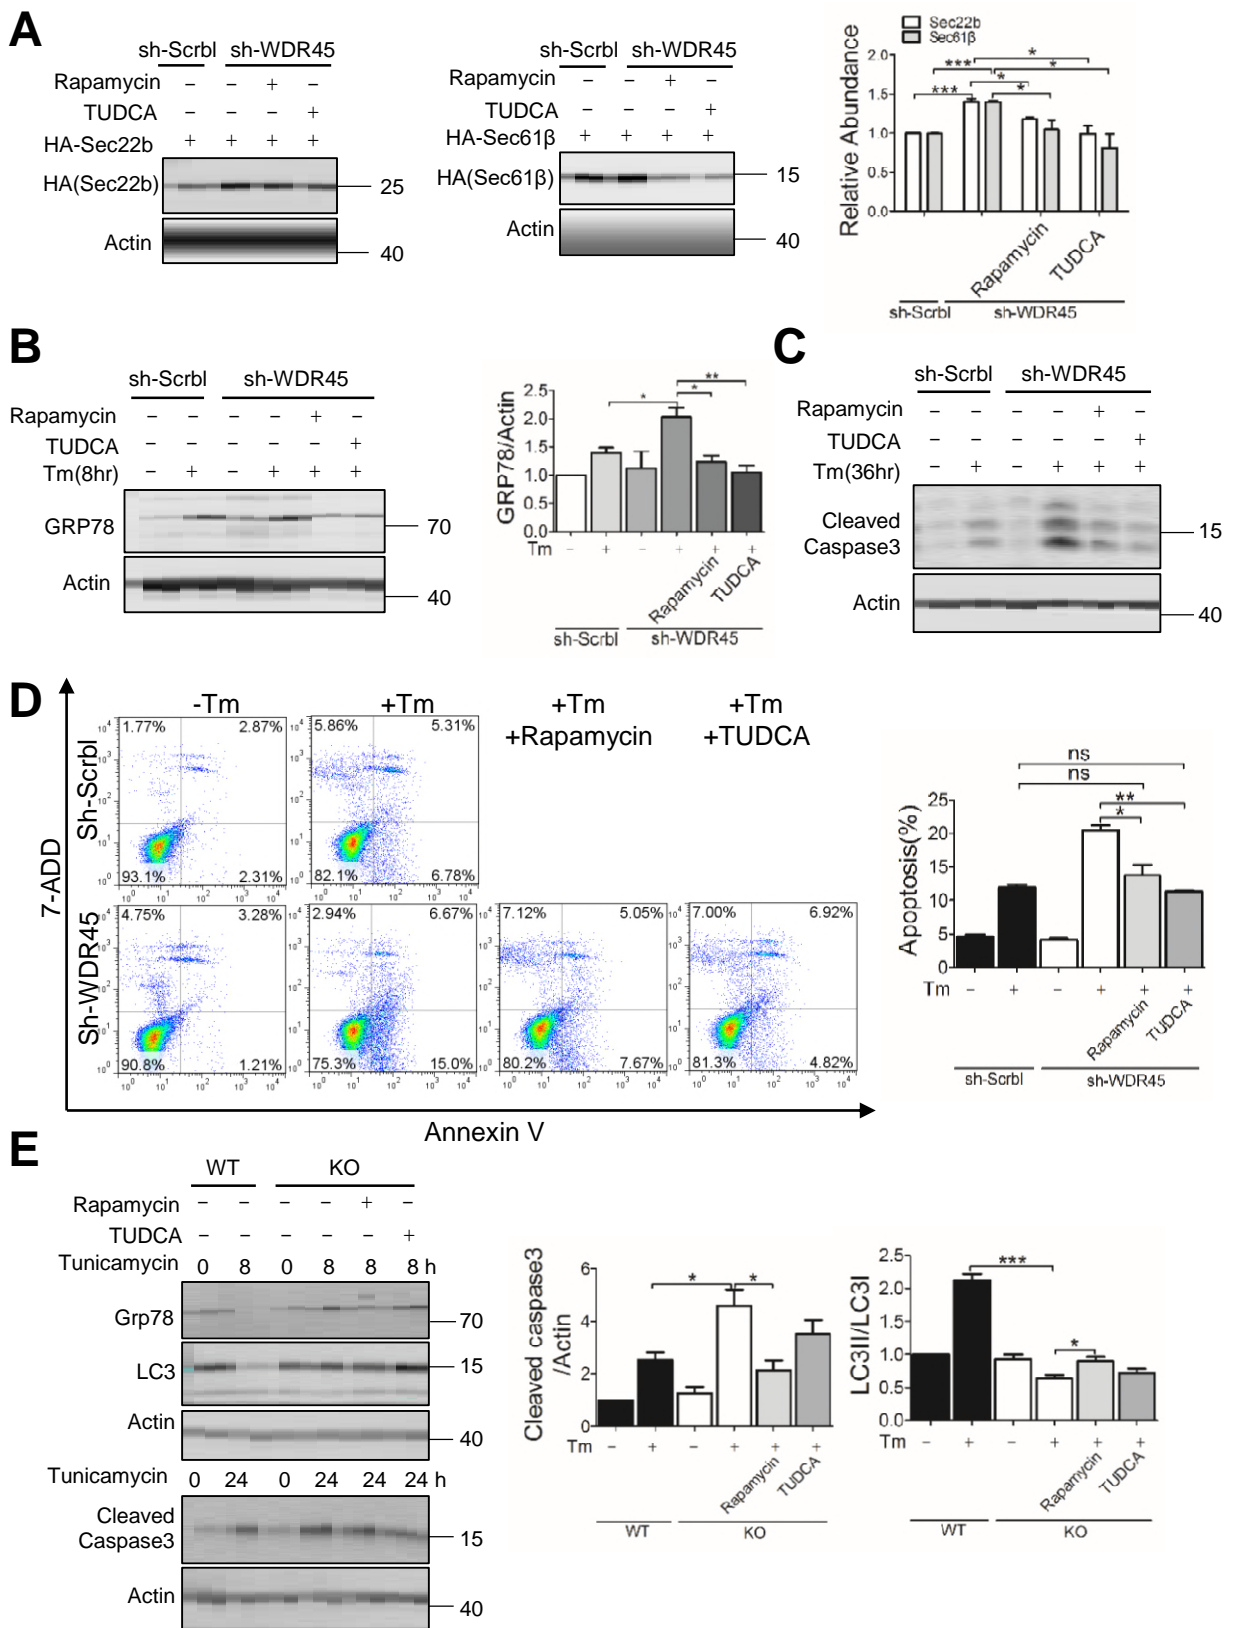 A
sh-Scrbl sh-WDR45
Rapamycin – – + –
TUDCA – – – +
HA-Sec22b + + + +
HA(Sec22b) 25
Actin 40
sh-Scrbl sh-WDR45
Rapamycin – – + –
TUDCA – – – +
HA-Sec61β + + + +
HA(Sec61β) 15
Actin 40
Sec22b
Sec61β
Relative Abundance
2.0
1.5
1.0
0.5
0.0
*
*** *
*
*** *
Rapamycin
TUDCA
sh-Scrbl sh-WDR45
B
sh-Scrbl sh-WDR45
Rapamycin – – – – + –
TUDCA – – – – – +
Tm(8hr) – + – + + +
GRP78 70
Actin 40
GRP78/Actin
2.5
2.0
1.5
1.0
0.5
0.0
**
* *
Tm – + – + + +
Rapamycin
TUDCA
sh-Scrbl sh-WDR45
C
sh-Scrbl sh-WDR45
Rapamycin – – – – + –
TUDCA – – – – – +
Tm(36hr) – + – + + +
Cleaved
Caspase3
15
Actin 40
D
-Tm +Tm +Tm +Tm
+Rapamycin +TUDCA
7-ADD
Sh-Scrbl
1.77% 2.87%
93.1% 2.31%
5.86% 5.31%
82.1% 6.78%
Sh-WDR45
4.75% 3.28%
90.8% 1.21%
2.94% 6.67%
75.3% 15.0%
7.12% 5.05%
80.2% 7.67%
7.00% 6.92%
81.3% 4.82%
10⁰ 10¹ 10² 10³ 10⁴
Annexin V
Apoptosis(%)
25
20
15
10
5
0
ns
ns
**
*
Tm – + – + + +
Rapamycin
TUDCA
sh-Scrbl sh-WDR45
E
WT KO
Rapamycin – – – – + –
TUDCA – – – – – +
Tunicamycin 0 8 0 8 8 8 h
Grp78 70
LC3 15
Actin 40
Tunicamycin 0 24 0 24 24 24 h
Cleaved
Caspase3
15
Actin 40
Cleaved caspase3
/Actin
6
4
2
0
* *
Tm – + – + + +
Rapamycin
TUDCA
WT KO
LC3II/LC3I
2.5
2.0
1.5
1.0
0.5
0.0
***
*
Tm – + – + + +
Rapamycin
TUDCA
WT KO